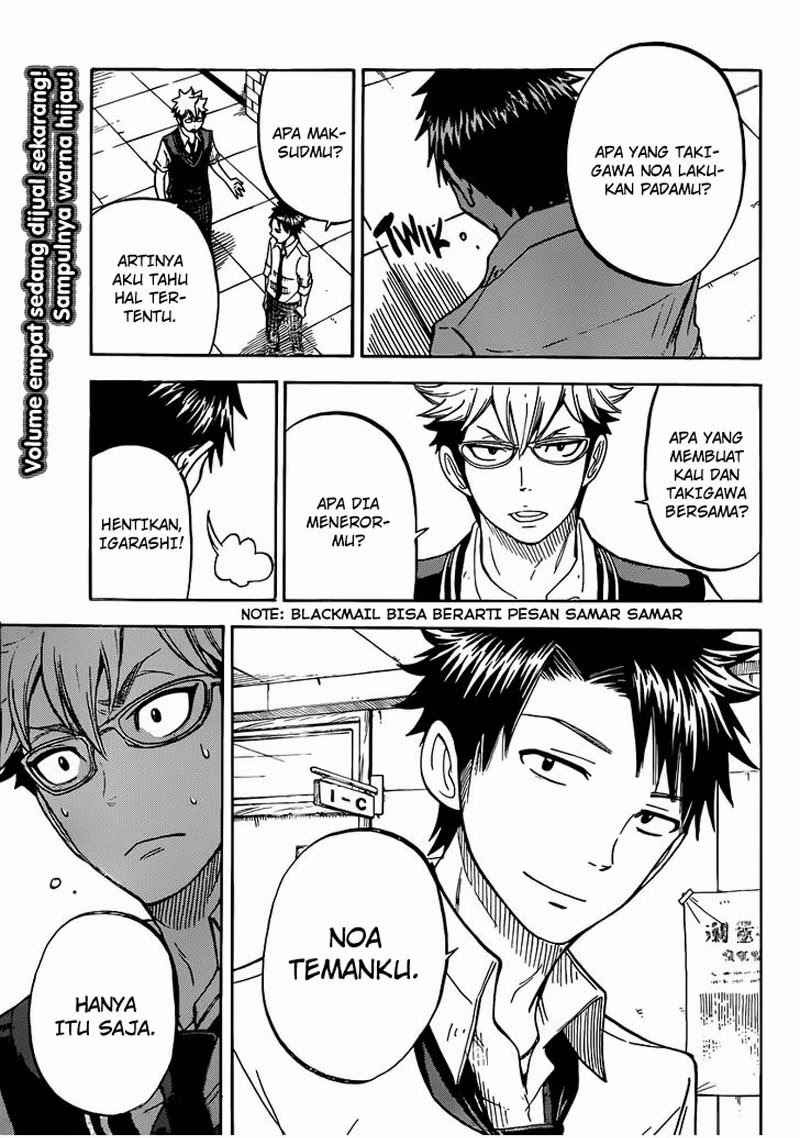 Volume empat sedang dijual sekarang!
Sampulnya warna hijau!
APA YANG TAKI-
GAWA NOA LAKU-
KAN PADAMU?
TWIK
APA MAK-
SUDMU?
ARTINYA
AKU TAHU
HAL TER-
TENTU.
APA YANG
MEMBUAT
KAU DAN
TAKIGAWA
BERSAMA?
APA DIA
MENEROR-
MU?
HENTIKAN,
IGARASHI!
NOTE: BLACKMAIL BISA BERARTI PESAN SAMAR SAMAR
1-C
NOA
TEMANKU.
HANYA
ITU SAJA.